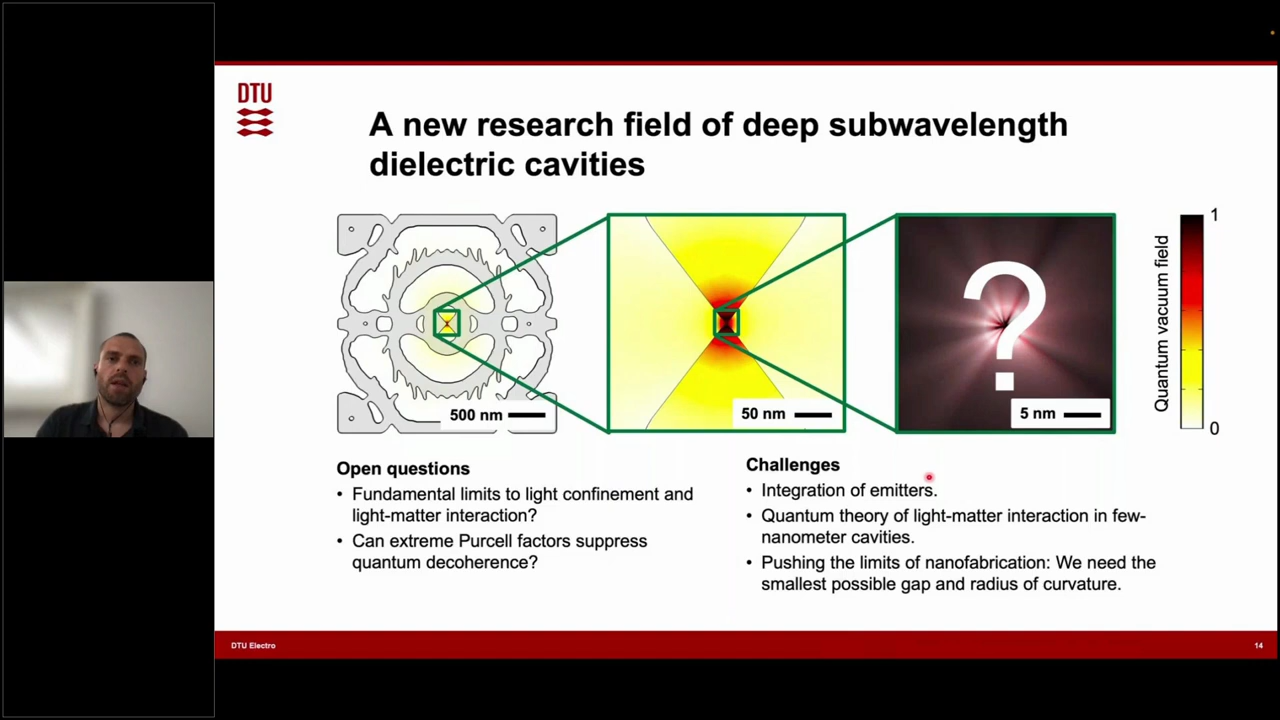 DTU
A new research field of deep subwavelength
dielectric cavities
500 nm
50 nm
?
5 nm
1
Quantum vacuum field
0
Open questions
• Fundamental limits to light confinement and
light-matter interaction?
• Can extreme Purcell factors suppress
quantum decoherence?
Challenges
• Integration of emitters.
• Quantum theory of light-matter interaction in few-
nanometer cavities.
• Pushing the limits of nanofabrication: We need the
smallest possible gap and radius of curvature.
DTU Electro
14